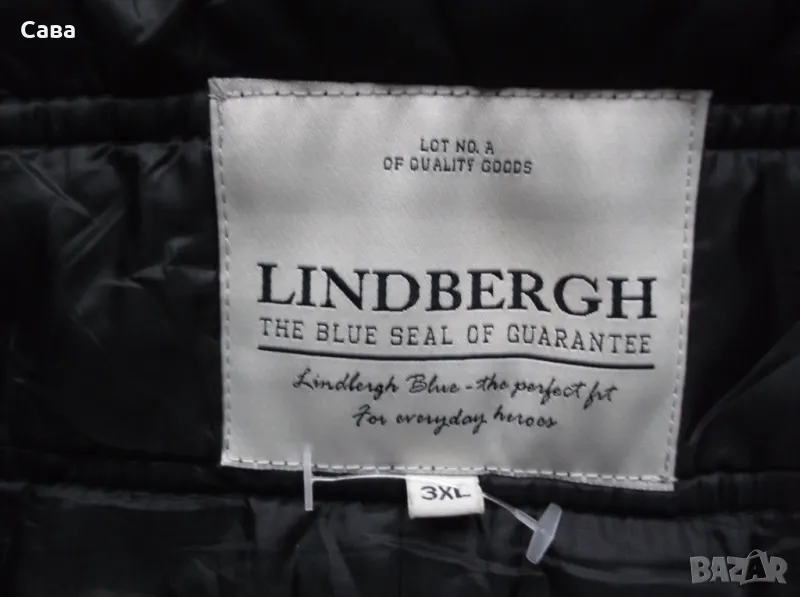 Сава
LOT NO. A
OF QUALITY GOODS
LINDBERGH
THE BLUE SEAL OF GUARANTEE
Lindbergh Blue - the perfect fit
For everyday heroes
3XL
BAZAR